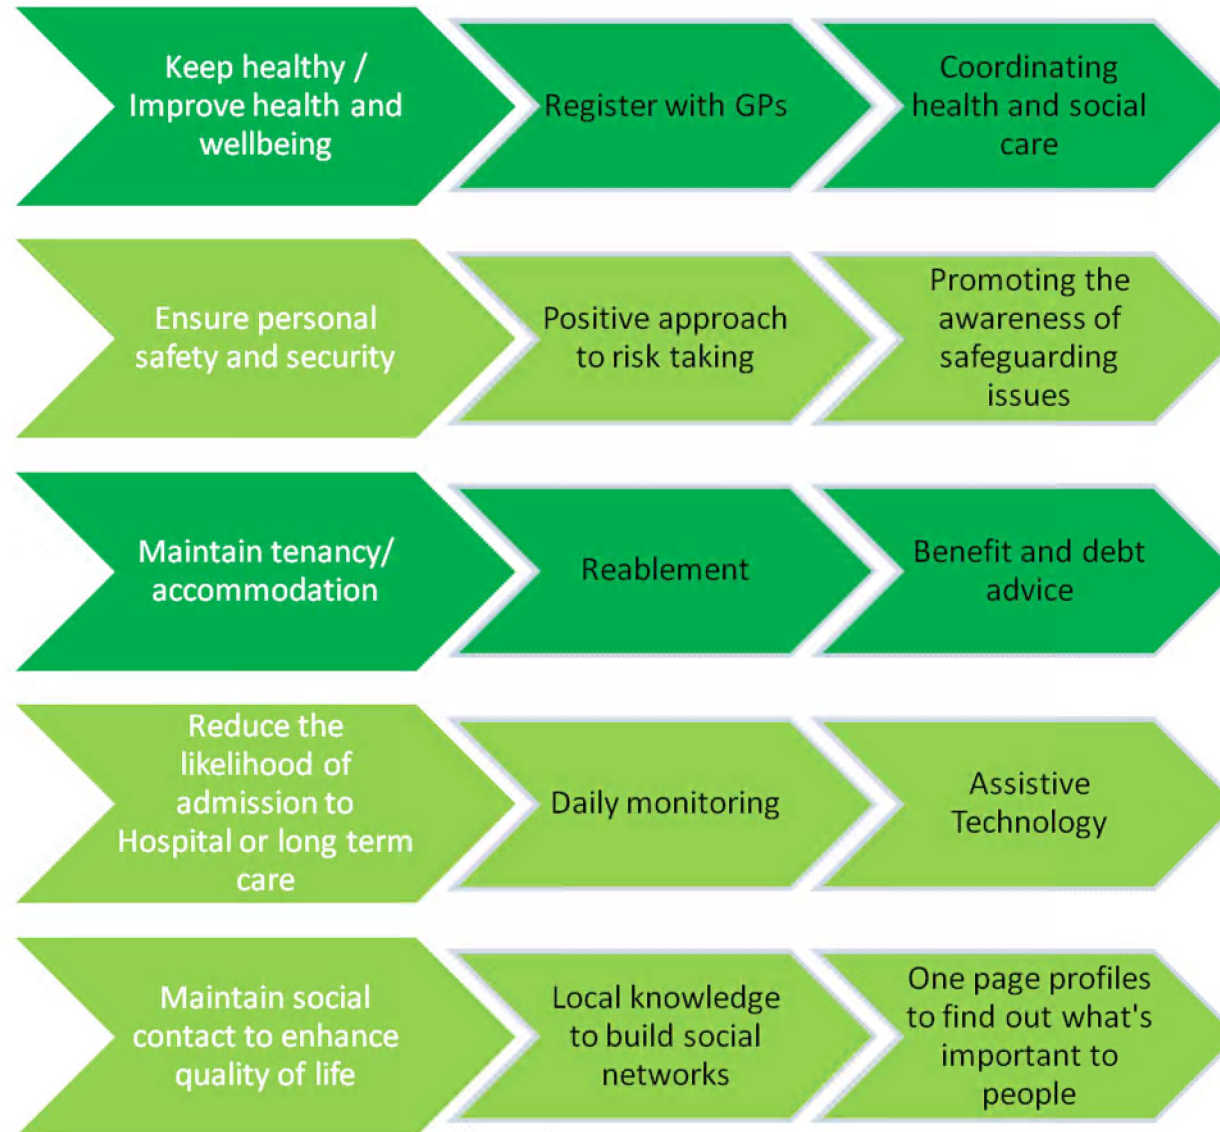 Keep healthy /
Improve health and
wellbeing
Register with GPs
Coordinating
health and social
care
Ensure personal
safety and security
Positive approach
to risk taking
Promoting the
awareness of
safeguarding
issues
Maintain tenancy/
accommodation
Reablement
Benefit and debt
advice
Reduce the
likelihood of
admission to
Hospital or long term
care
Daily monitoring
Assistive
Technology
Maintain social
contact to enhance
quality of life
Local knowledge
to build social
networks
One page profiles
to find out what's
important to
people